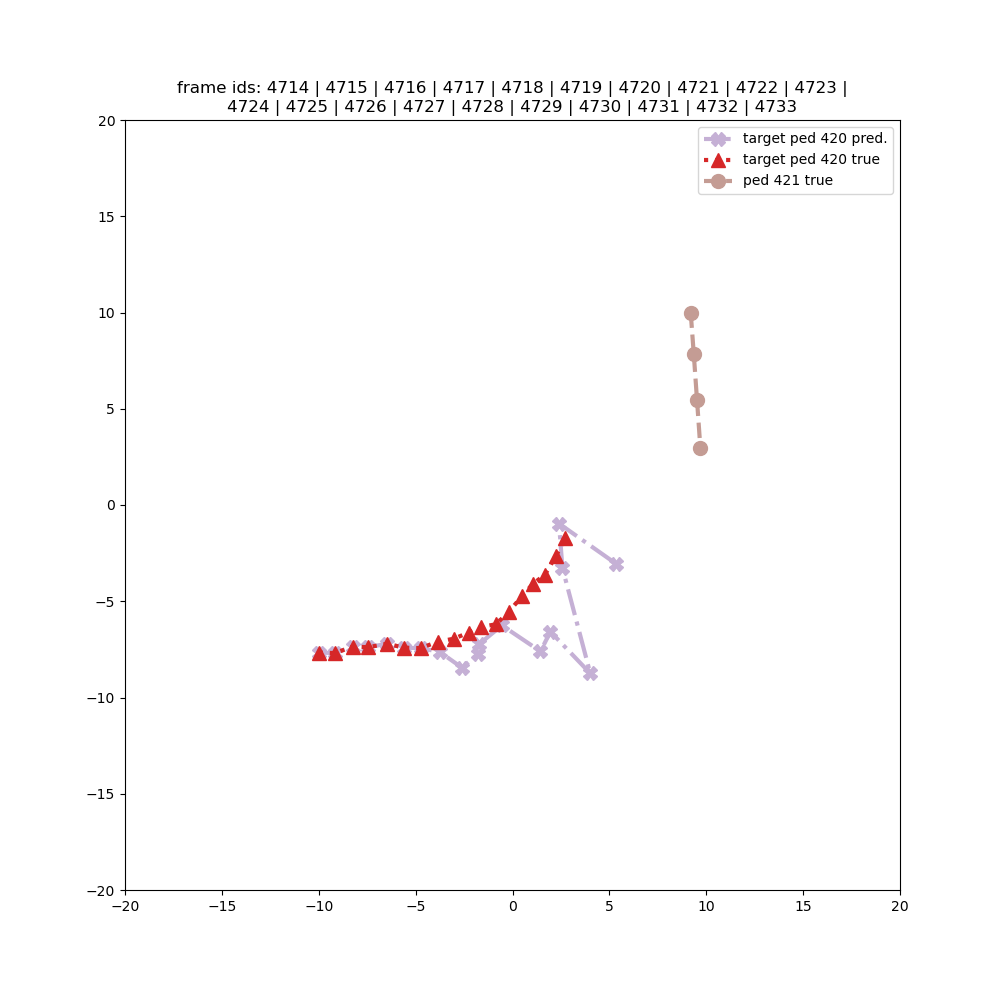 frame ids: 4714 | 4715 | 4716 | 4717 | 4718 | 4719 | 4720 | 4721 | 4722 | 4723 |
4724 | 4725 | 4726 | 4727 | 4728 | 4729 | 4730 | 4731 | 4732 | 4733
target ped 420 pred.
target ped 420 true
ped 421 true
20
15
10
5
0
−5
−10
−15
−20
−20 −15 −10 −5 0 5 10 15 20